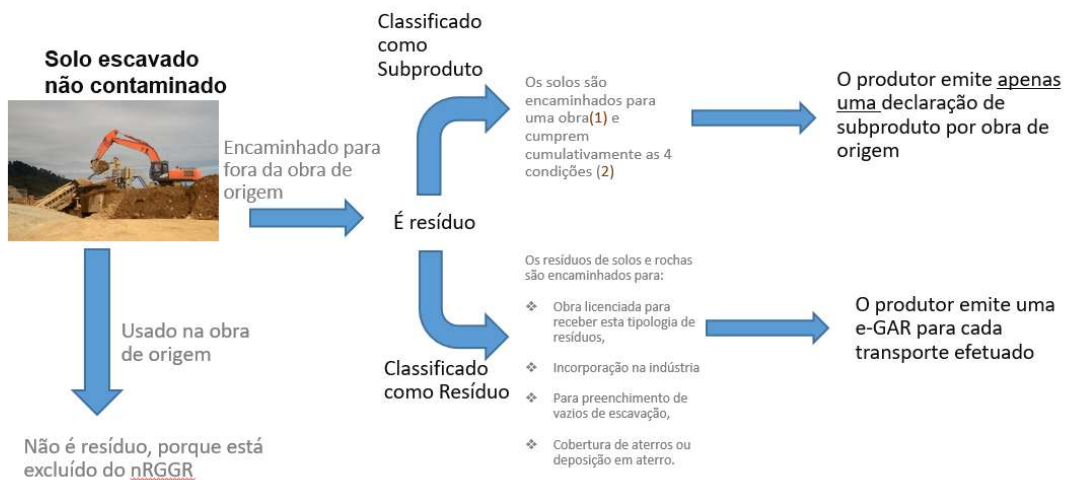 Solo escavado
não contaminado
Encaminhado para
fora da obra de
origem
Usado na obra
de origem
Não é resíduo, porque está
excluído do nRGGR
É resíduo
Classificado
como
Subproduto
Os solos são
encaminhados para
uma obra(1) e
cumprem
cumulativamente as 4
condições (2)
O produtor emite apenas
uma declaração de
subproduto por obra de
origem
Classificado
como Resíduo
Os resíduos de solos e rochas
são encaminhados para:
❖ Obra licenciada para
receber esta tipologia de
resíduos,
❖ Incorporação na indústria
❖ Para preenchimento de
vazios de escavação,
❖ Cobertura de aterros ou
deposição em aterro.
O produtor emite uma
e-GAR para cada
transporte efetuado